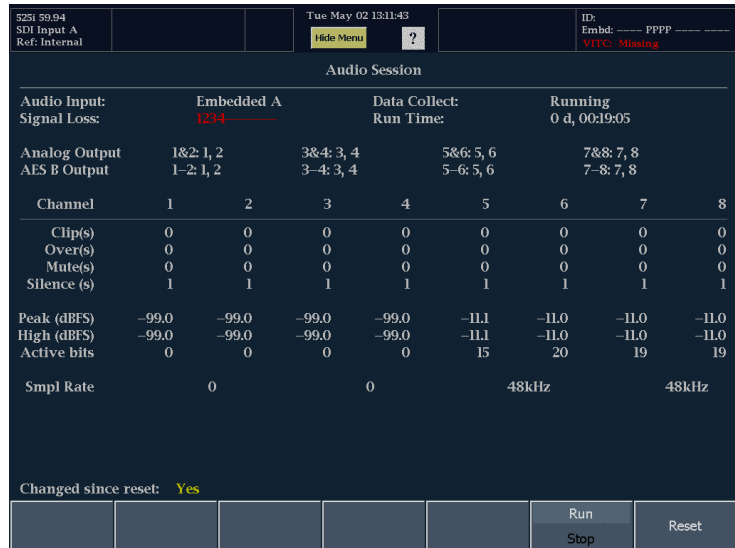 525i 59.94
SDI Input A
Ref: Internal
Tue May 02 13:11:43
Hide Menu ?
ID:
Embd: ---- PPPP ---- ----
VITC: Missing
Audio Session
Audio Input: Embedded A Data Collect: Running
Signal Loss: 1234------------ Run Time: 0 d, 00:19:05
Analog Output 1&2: 1, 2 3&4: 3, 4 5&6: 5, 6 7&8: 7, 8
AES B Output 1–2: 1, 2 3–4: 3, 4 5–6: 5, 6 7–8: 7, 8
Channel 1 2 3 4 5 6 7 8
Clip(s) 0 0 0 0 0 0 0 0
Over(s) 0 0 0 0 0 0 0 0
Mute(s) 0 0 0 0 0 0 0 0
Silence (s) 1 1 1 1 1 1 1 1
Peak (dBFS) –99.0 –99.0 –99.0 –99.0 –11.1 –11.0 –11.0 –11.0
High (dBFS) –99.0 –99.0 –99.0 –99.0 –11.1 –11.0 –11.0 –11.0
Active bits 0 0 0 0 15 20 19 19
Smpl Rate 0 0 48kHz 48kHz
Changed since reset: Yes
Run
Stop
Reset